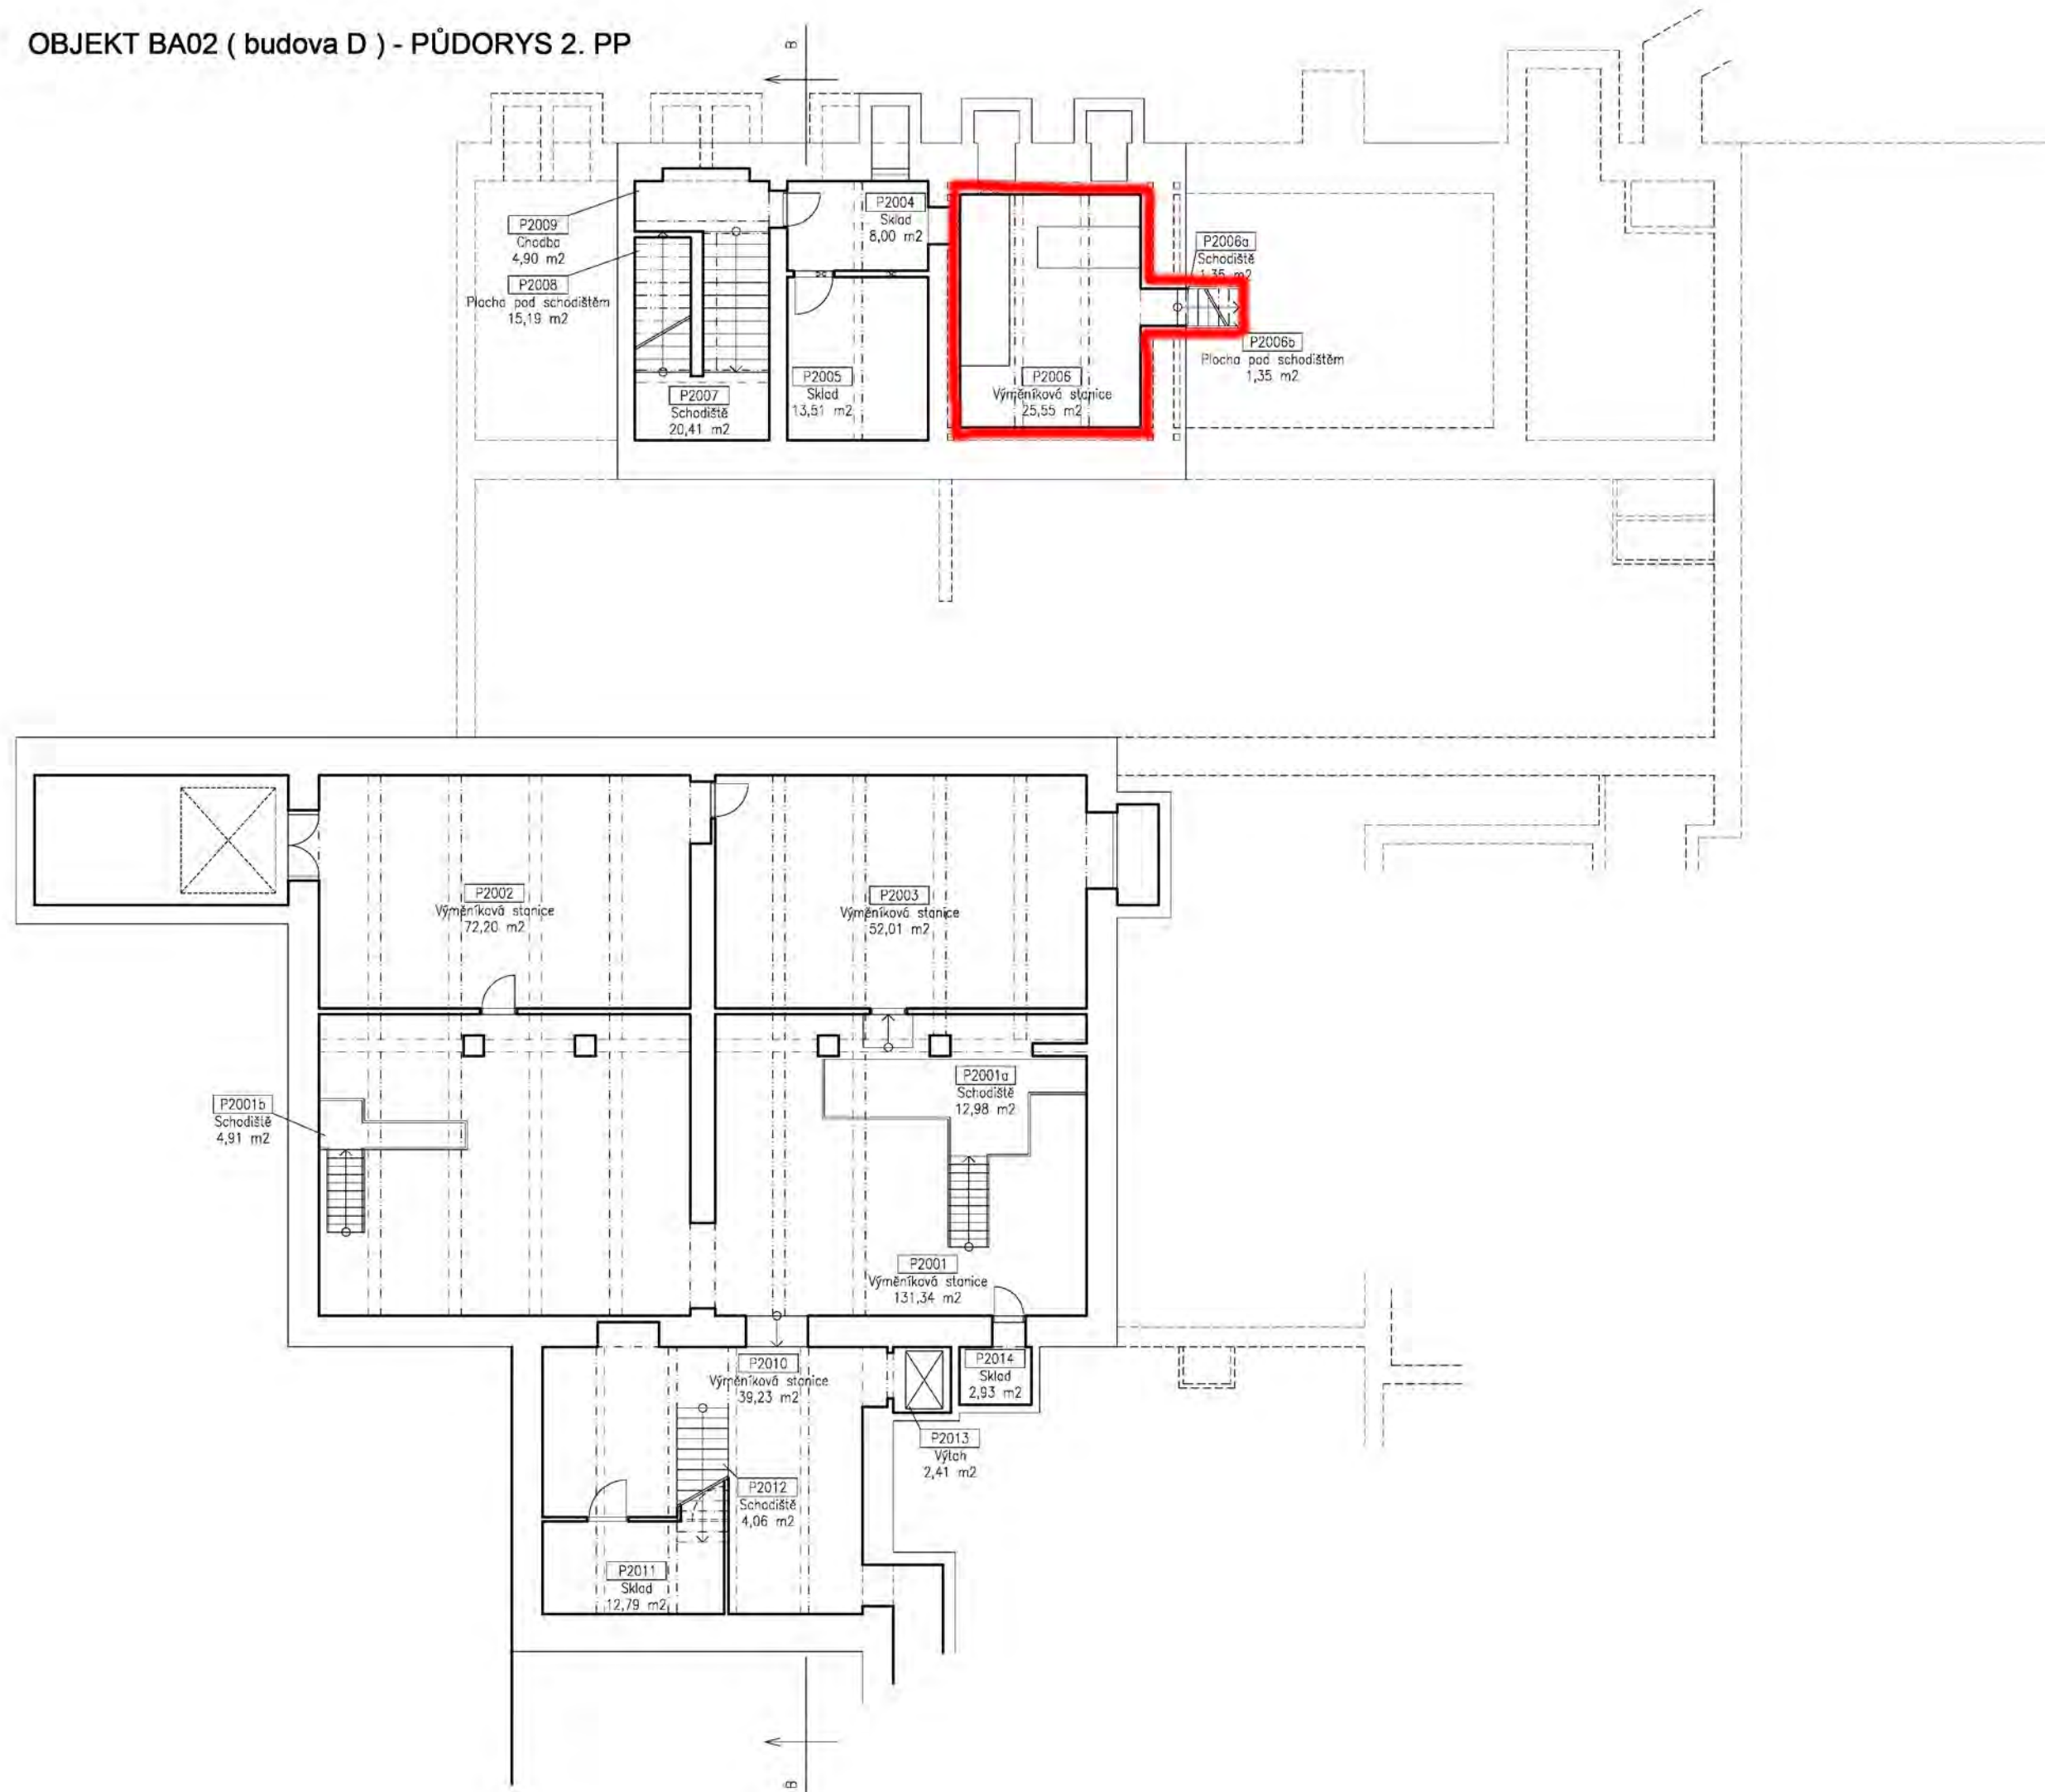 OBJEKT BA02 ( budova D ) - PŮDORYS 2. PP
B
P2009
Chodba
4,90 m2
P2008
Plocha pod schodištěm
15,19 m2
P2007
Schodiště
20,41 m2
P2004
Sklad
8,00 m2
P2005
Sklad
13,51 m2
P2006
Výměníková stanice
25,55 m2
P2006a
Schodiště
1,35 m2
P2006b
Plocha pod schodištěm
1,35 m2
P2002
Výměníková stanice
72,20 m2
P2003
Výměníková stanice
52,01 m2
P2001b
Schodiště
4,91 m2
P2001a
Schodiště
12,98 m2
P2001
Výměníková stanice
131,34 m2
P2010
Výměníková stanice
39,23 m2
P2014
Sklad
2,93 m2
P2013
Výtah
2,41 m2
P2012
Schodiště
4,06 m2
P2011
Sklad
12,79 m2
B